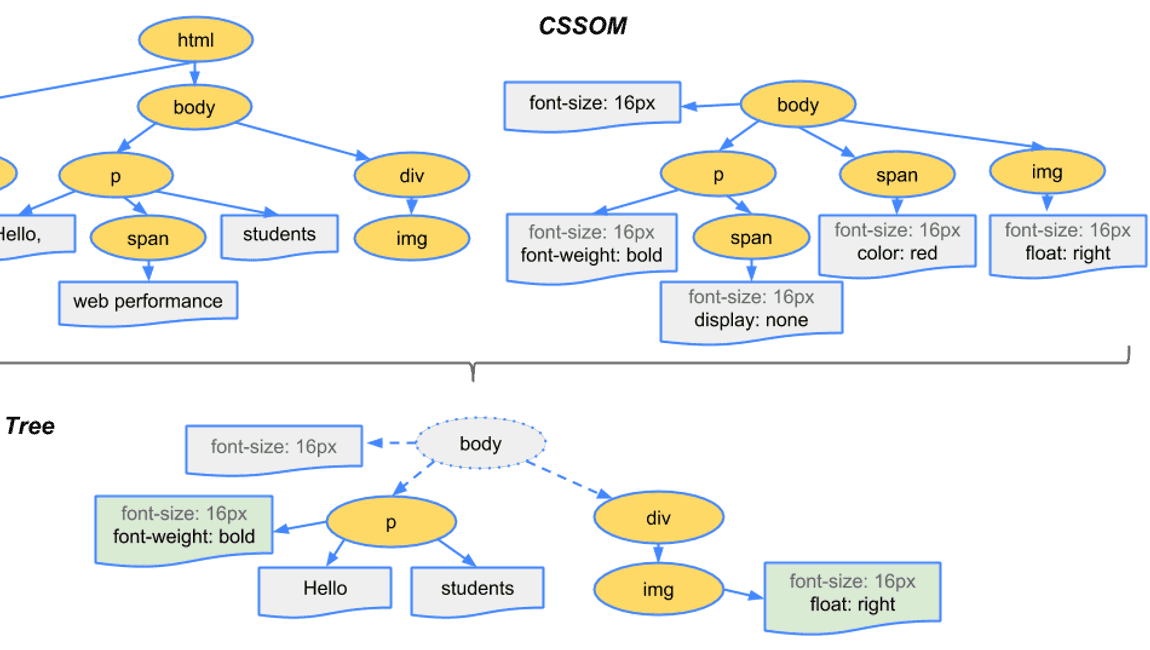 CSSOM
html
body
p
div
Hello,
span
students
img
web performance
font-size: 16px
body
p
span
img
font-size: 16px
font-weight: bold
span
font-size: 16px
color: red
font-size: 16px
float: right
font-size: 16px
display: none
Tree
font-size: 16px
body
font-size: 16px
font-weight: bold
p
div
Hello
students
img
font-size: 16px
float: right